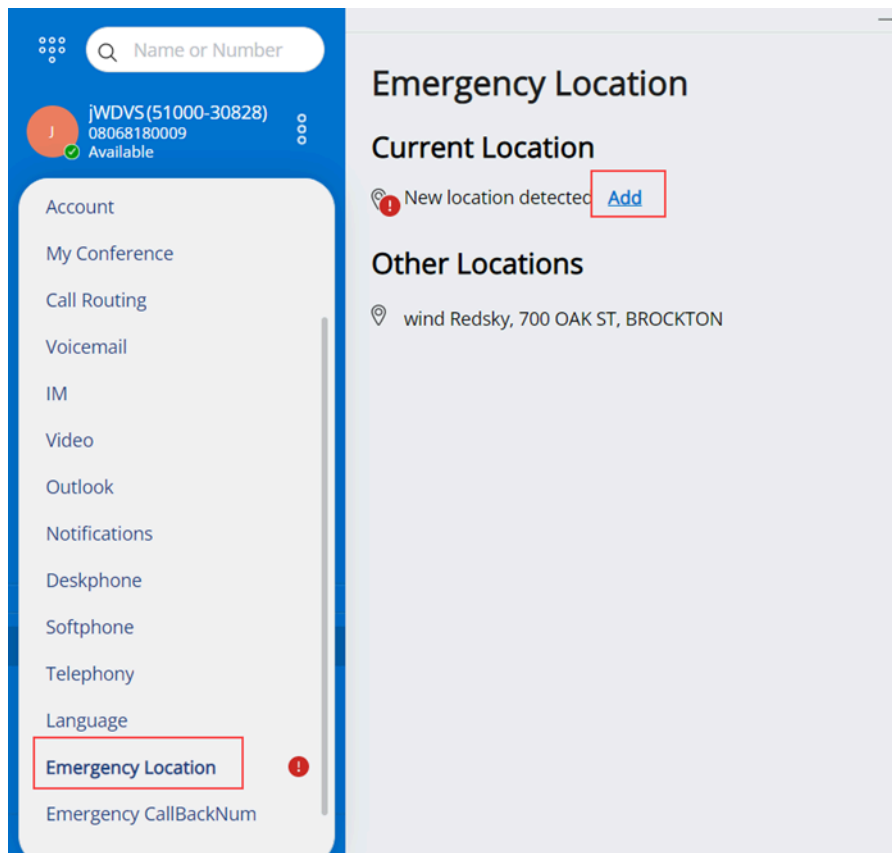 Name or Number
jWDVS(51000-30828)
08068180009
Available
J
Account
My Conference
Call Routing
Voicemail
IM
Video
Outlook
Notifications
Deskphone
Softphone
Telephony
Language
Emergency Location
Emergency CallBackNum
Emergency Location
Current Location
New location detected Add
Other Locations
wind Redsky, 700 OAK ST, BROCKTON